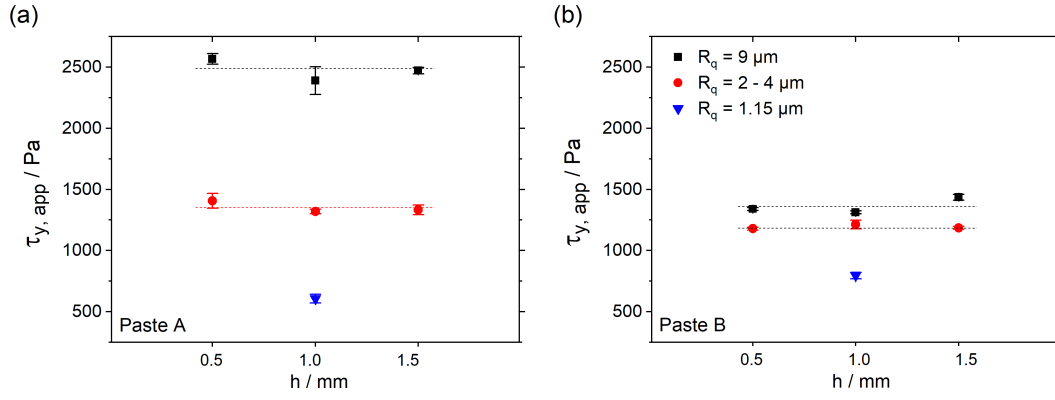 (a)
2500
2000
1500
1000
500
τy, app / Pa
Paste A
0.5 1.0 1.5
h / mm
(b)
Rq = 9 µm
Rq = 2 - 4 µm
Rq = 1.15 µm
2500
2000
1500
1000
500
τy, app / Pa
Paste B
0.5 1.0 1.5
h / mm